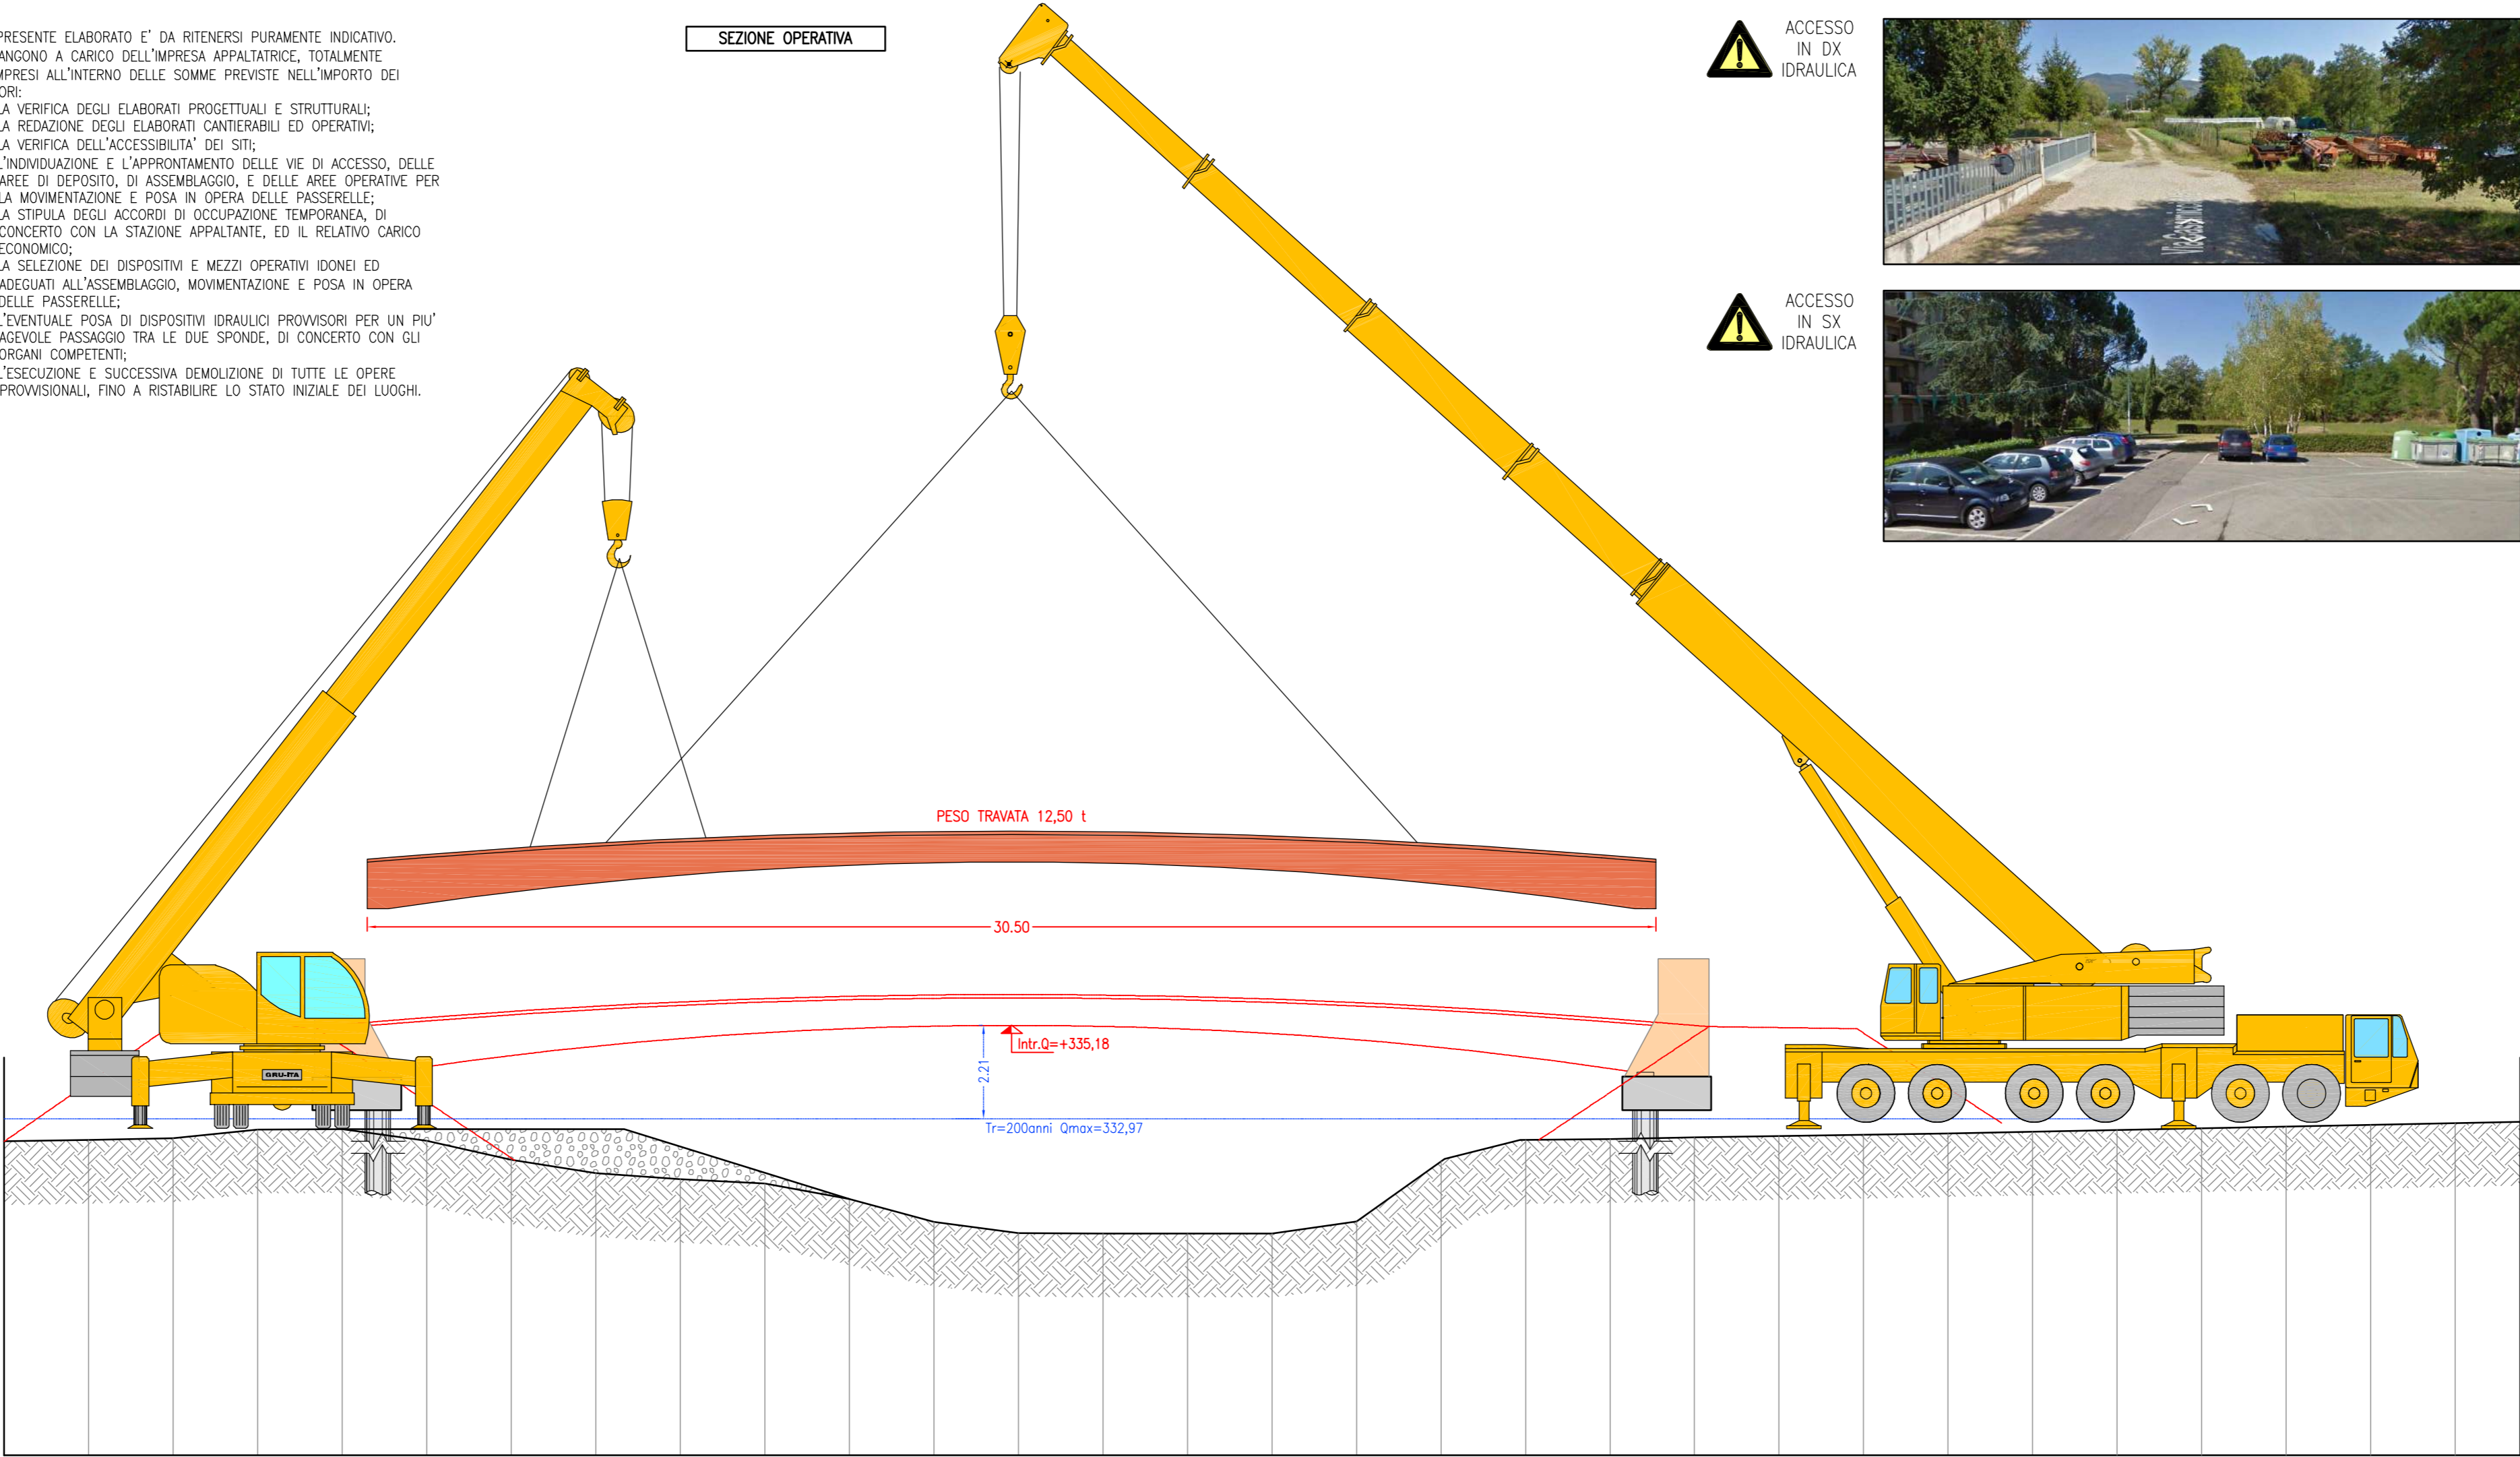 PRESENTE ELABORATO E' DA RITENERSI PURAMENTE INDICATIVO.
ANGONO A CARICO DELL'IMPRESA APPALTATRICE, TOTALMENTE
MPRESI ALL'INTERNO DELLE SOMME PREVISTE NELL'IMPORTO DEI
ORI:
LA VERIFICA DEGLI ELABORATI PROGETTUALI E STRUTTURALI;
LA REDAZIONE DEGLI ELABORATI CANTIERABILI ED OPERATIVI;
LA VERIFICA DELL'ACCESSIBILITA' DEI SITI;
L'INDIVIDUAZIONE E L'APPRONTAMENTO DELLE VIE DI ACCESSO, DELLE
AREE DI DEPOSITO, DI ASSEMBLAGGIO, E DELLE AREE OPERATIVE PER
LA MOVIMENTAZIONE E POSA IN OPERA DELLE PASSERELLE;
LA STIPULA DEGLI ACCORDI DI OCCUPAZIONE TEMPORANEA, DI
CONCERTO CON LA STAZIONE APPALTANTE, ED IL RELATIVO CARICO
ECONOMICO;
LA SELEZIONE DEI DISPOSITIVI E MEZZI OPERATIVI IDONEI ED
ADEGUATI ALL'ASSEMBLAGGIO, MOVIMENTAZIONE E POSA IN OPERA
DELLE PASSERELLE;
L'EVENTUALE POSA DI DISPOSITIVI IDRAULICI PROVVISORI PER UN PIU'
AGEVOLE PASSAGGIO TRA LE DUE SPONDE, DI CONCERTO CON GLI
ORGANI COMPETENTI;
L'ESECUZIONE E SUCCESSIVA DEMOLIZIONE DI TUTTE LE OPERE
PROVVISIONALI, FINO A RISTABILIRE LO STATO INIZIALE DEI LUOGHI.
SEZIONE OPERATIVA
ACCESSO
IN DX
IDRAULICA
ACCESSO
IN SX
IDRAULICA
PESO TRAVATA 12,50 t
30.50
Intr.Q=+335,18
2.21
Tr=200anni Qmax=332,97
GRU-ITA